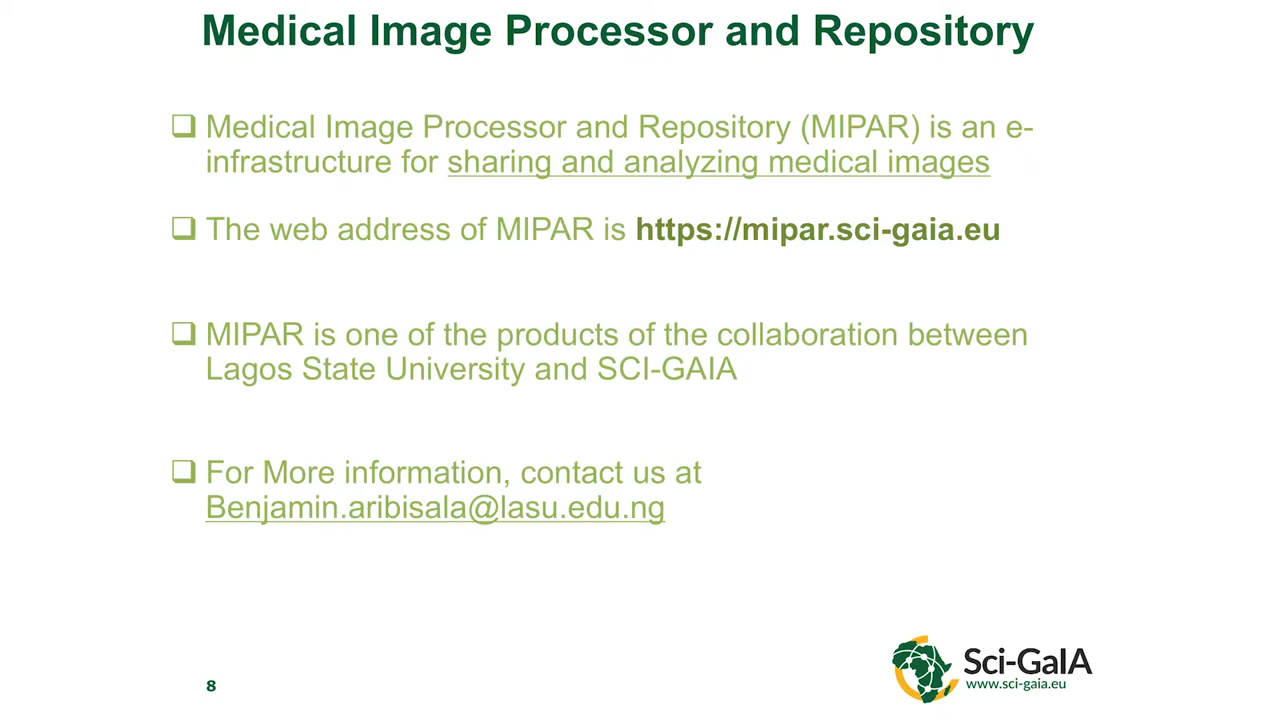 Medical Image Processor and Repository
Medical Image Processor and Repository (MIPAR) is an e-
infrastructure for sharing and analyzing medical images
The web address of MIPAR is https://mipar.sci-gaia.eu
MIPAR is one of the products of the collaboration between
Lagos State University and SCI-GAIA
For More information, contact us at
Benjamin.aribisala@lasu.edu.ng
8
Sci-GaIA
www.sci-gaia.eu